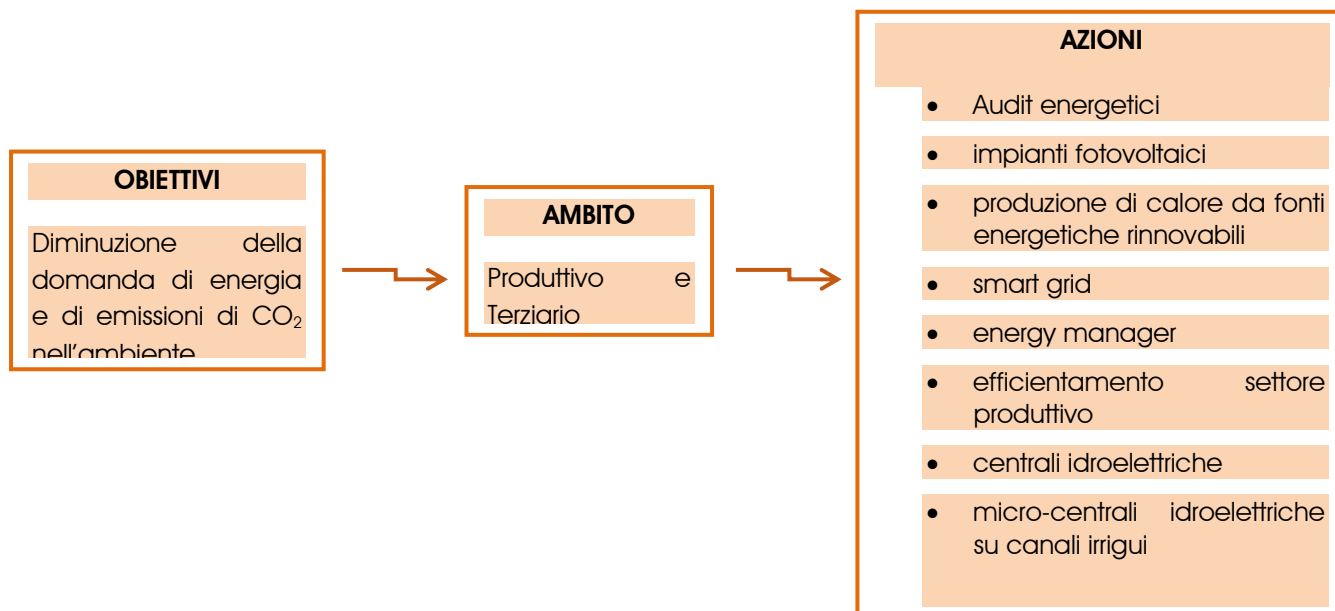 OBIETTIVI
Diminuzione della
domanda di energia
e di emissioni di CO₂
nell'ambiente
AMBITO
Produttivo e
Terziario
AZIONI
• Audit energetici
• impianti fotovoltaici
• produzione di calore da fonti
energetiche rinnovabili
• smart grid
• energy manager
• efficientamento settore
produttivo
• centrali idroelettriche
• micro-centrali idroelettriche
su canali irrigui